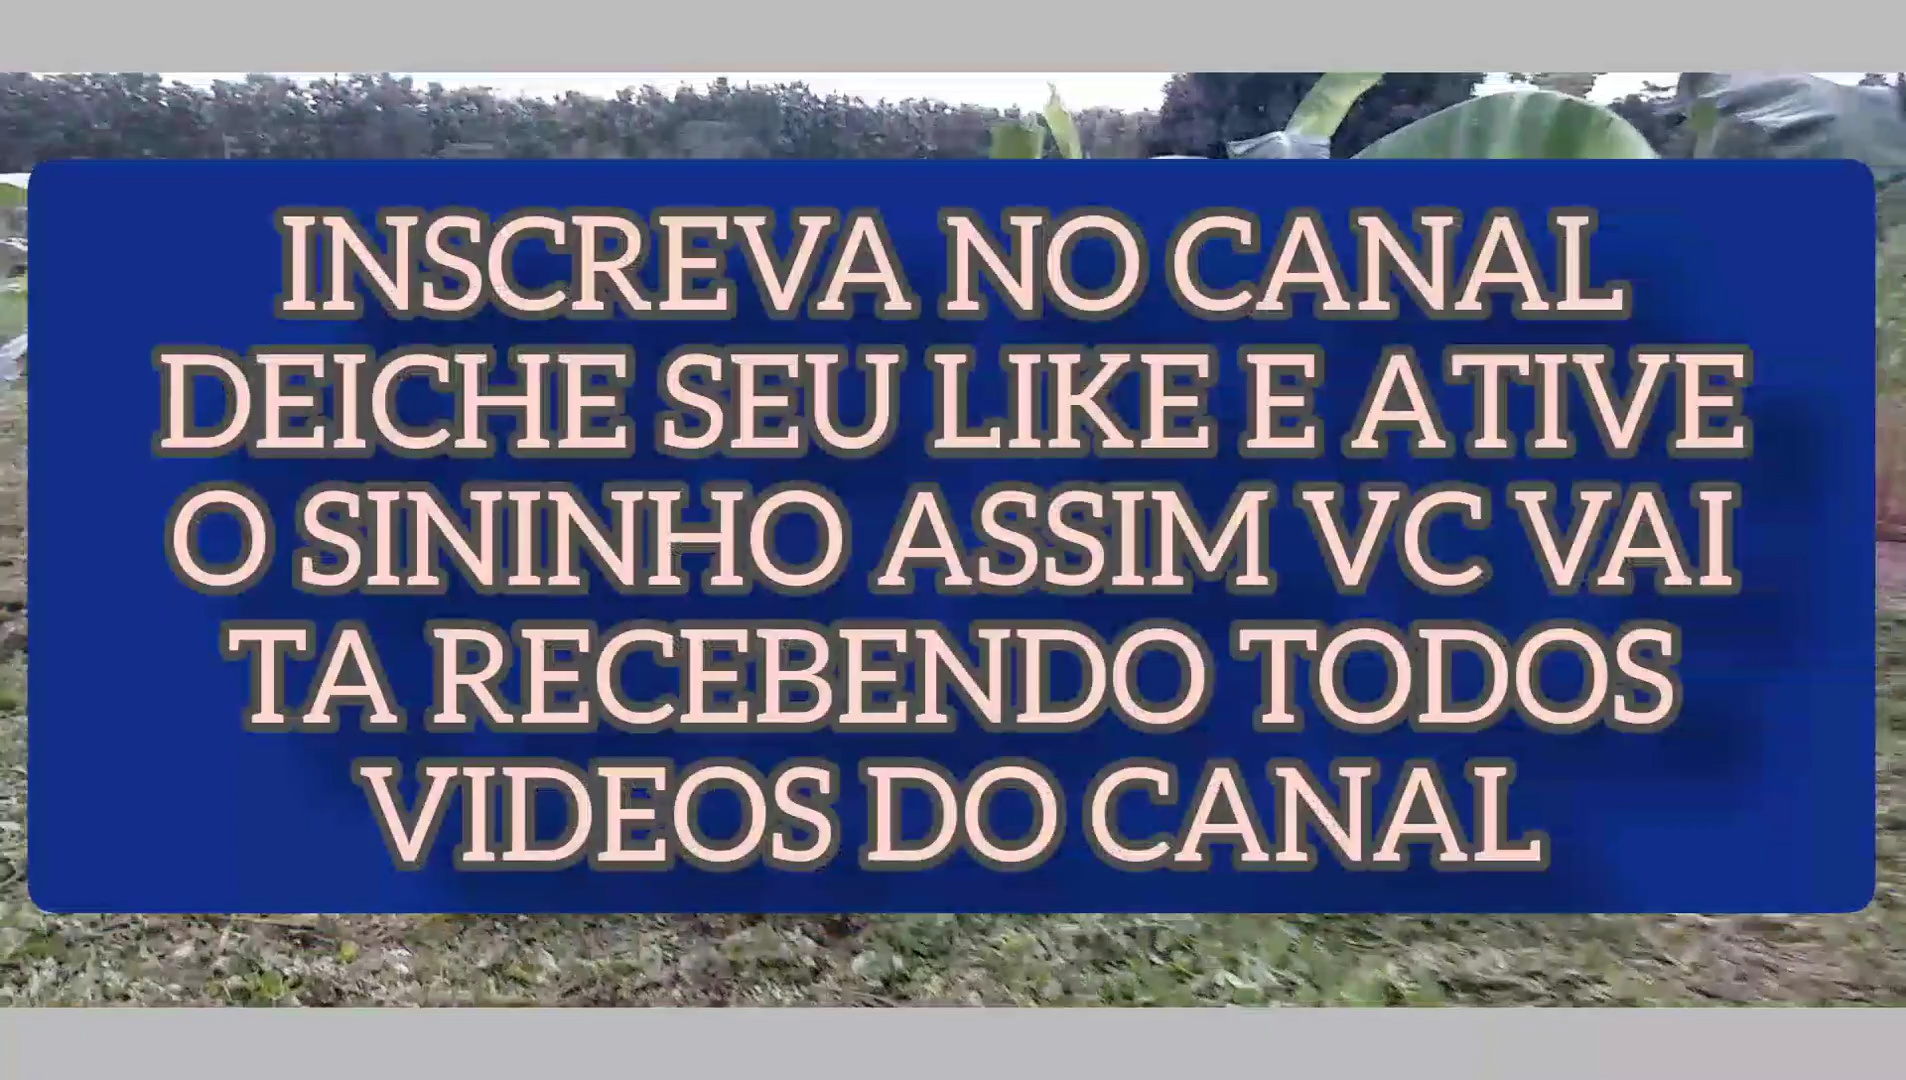 INSCREVA NO CANAL
DEICHE SEU LIKE E ATIVE
O SININHO ASSIM VC VAI
TA RECEBENDO TODOS
VIDEOS DO CANAL